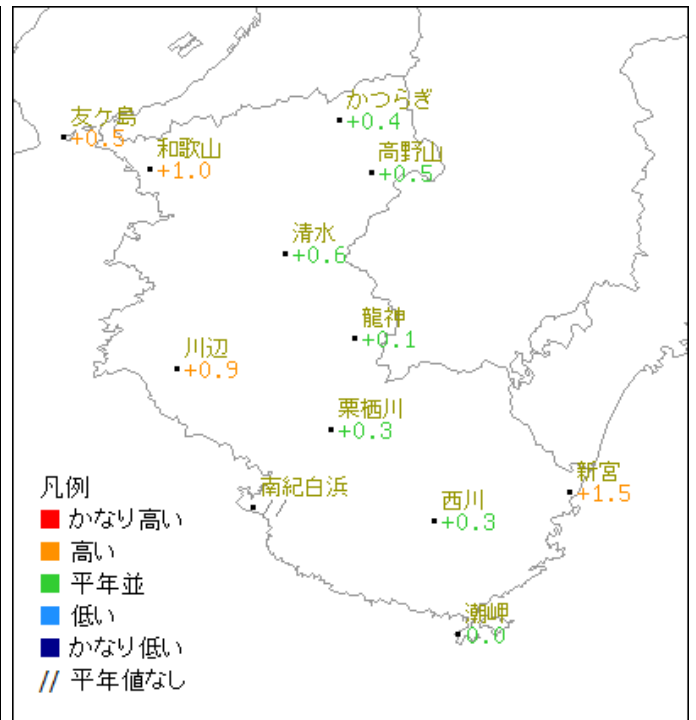 かつらぎ
+0.4
友ケ島
+0.5
和歌山
+1.0
高野山
+0.5
清水
+0.6
龍神
+0.1
川辺
+0.9
栗栖川
+0.3
新宮
+1.5
南紀白浜
//
西川
+0.3
潮岬
0.0
凡例
かなり高い
高い
平年並
低い
かなり低い
// 平年値なし